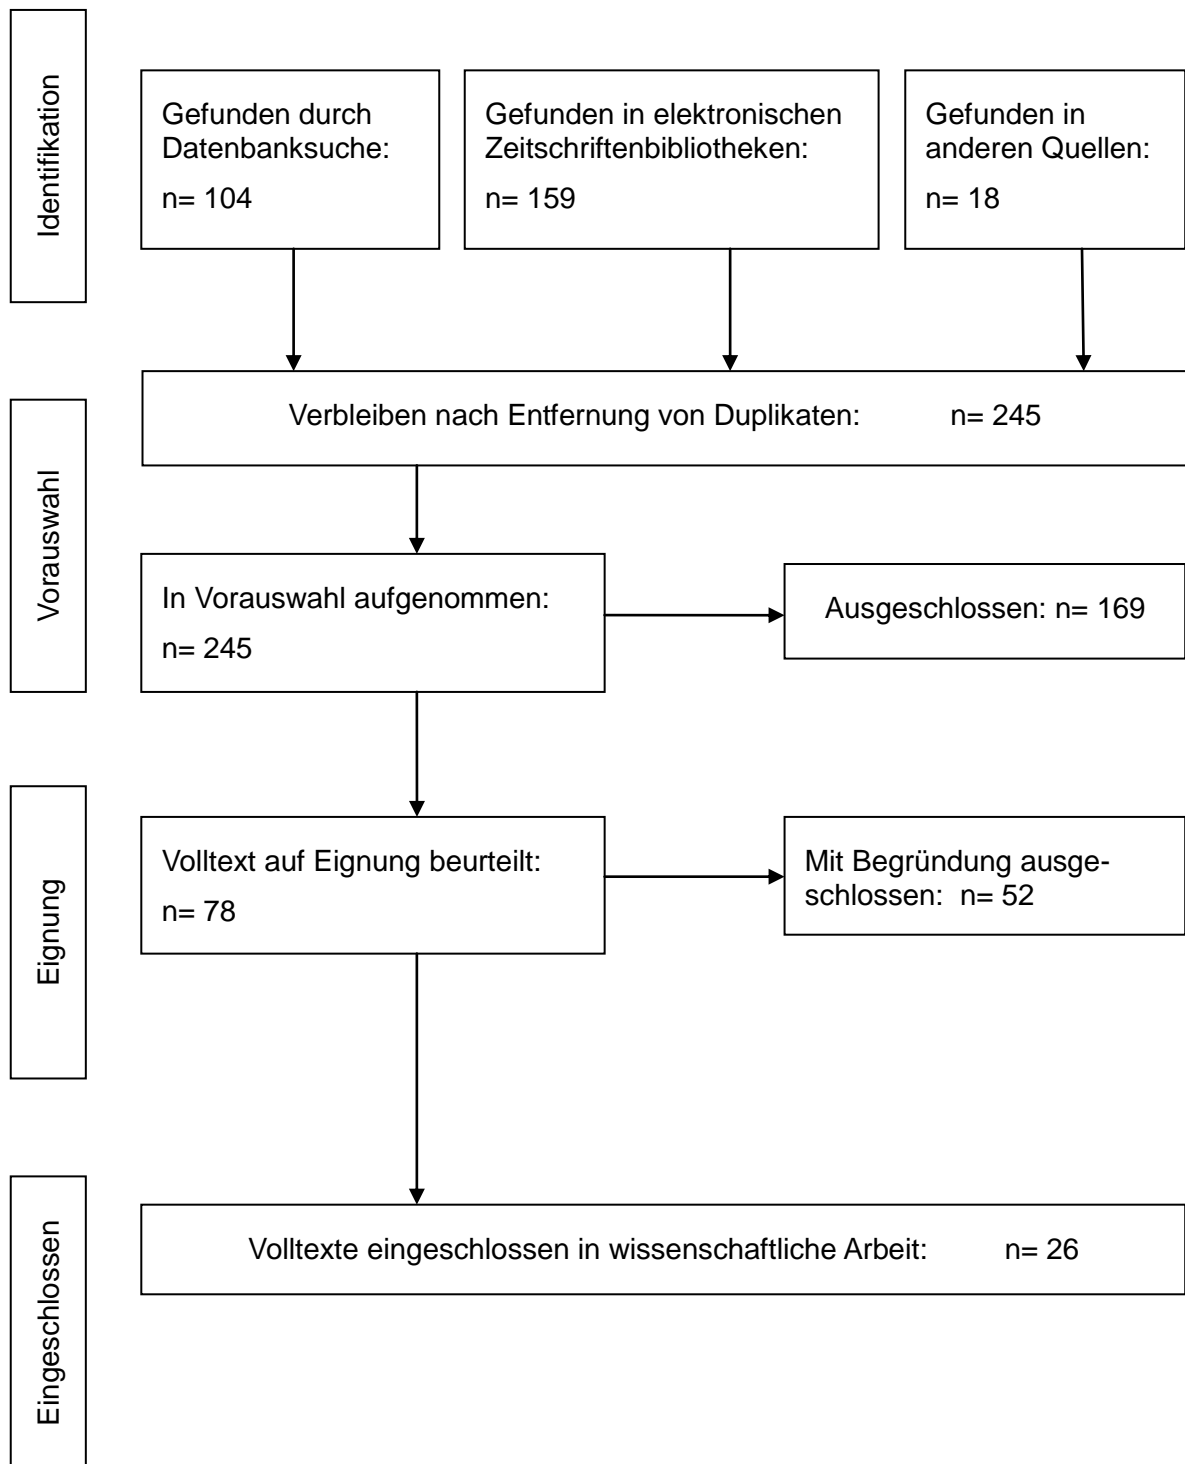 Identifikation
Gefunden durch
Datenbanksuche:
n= 104
Gefunden in elektronischen
Zeitschriftenbibliotheken:
n= 159
Gefunden in
anderen Quellen:
n= 18
Vorauswahl
Verbleiben nach Entfernung von Duplikaten: n= 245
In Vorauswahl aufgenommen:
n= 245
Ausgeschlossen: n= 169
Eignung
Volltext auf Eignung beurteilt:
n= 78
Mit Begründung ausge-
schlossen: n= 52
Eingeschlossen
Volltexte eingeschlossen in wissenschaftliche Arbeit: n= 26